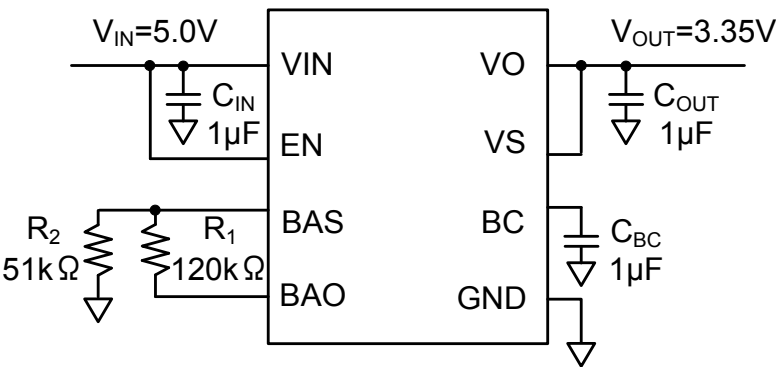 V_IN=5.0V
V_OUT=3.35V
VIN
VO
C_IN
1µF
C_OUT
1µF
EN
VS
R_2
51kΩ
R_1
120kΩ
BAS
BC
C_BC
1µF
BAO
GND